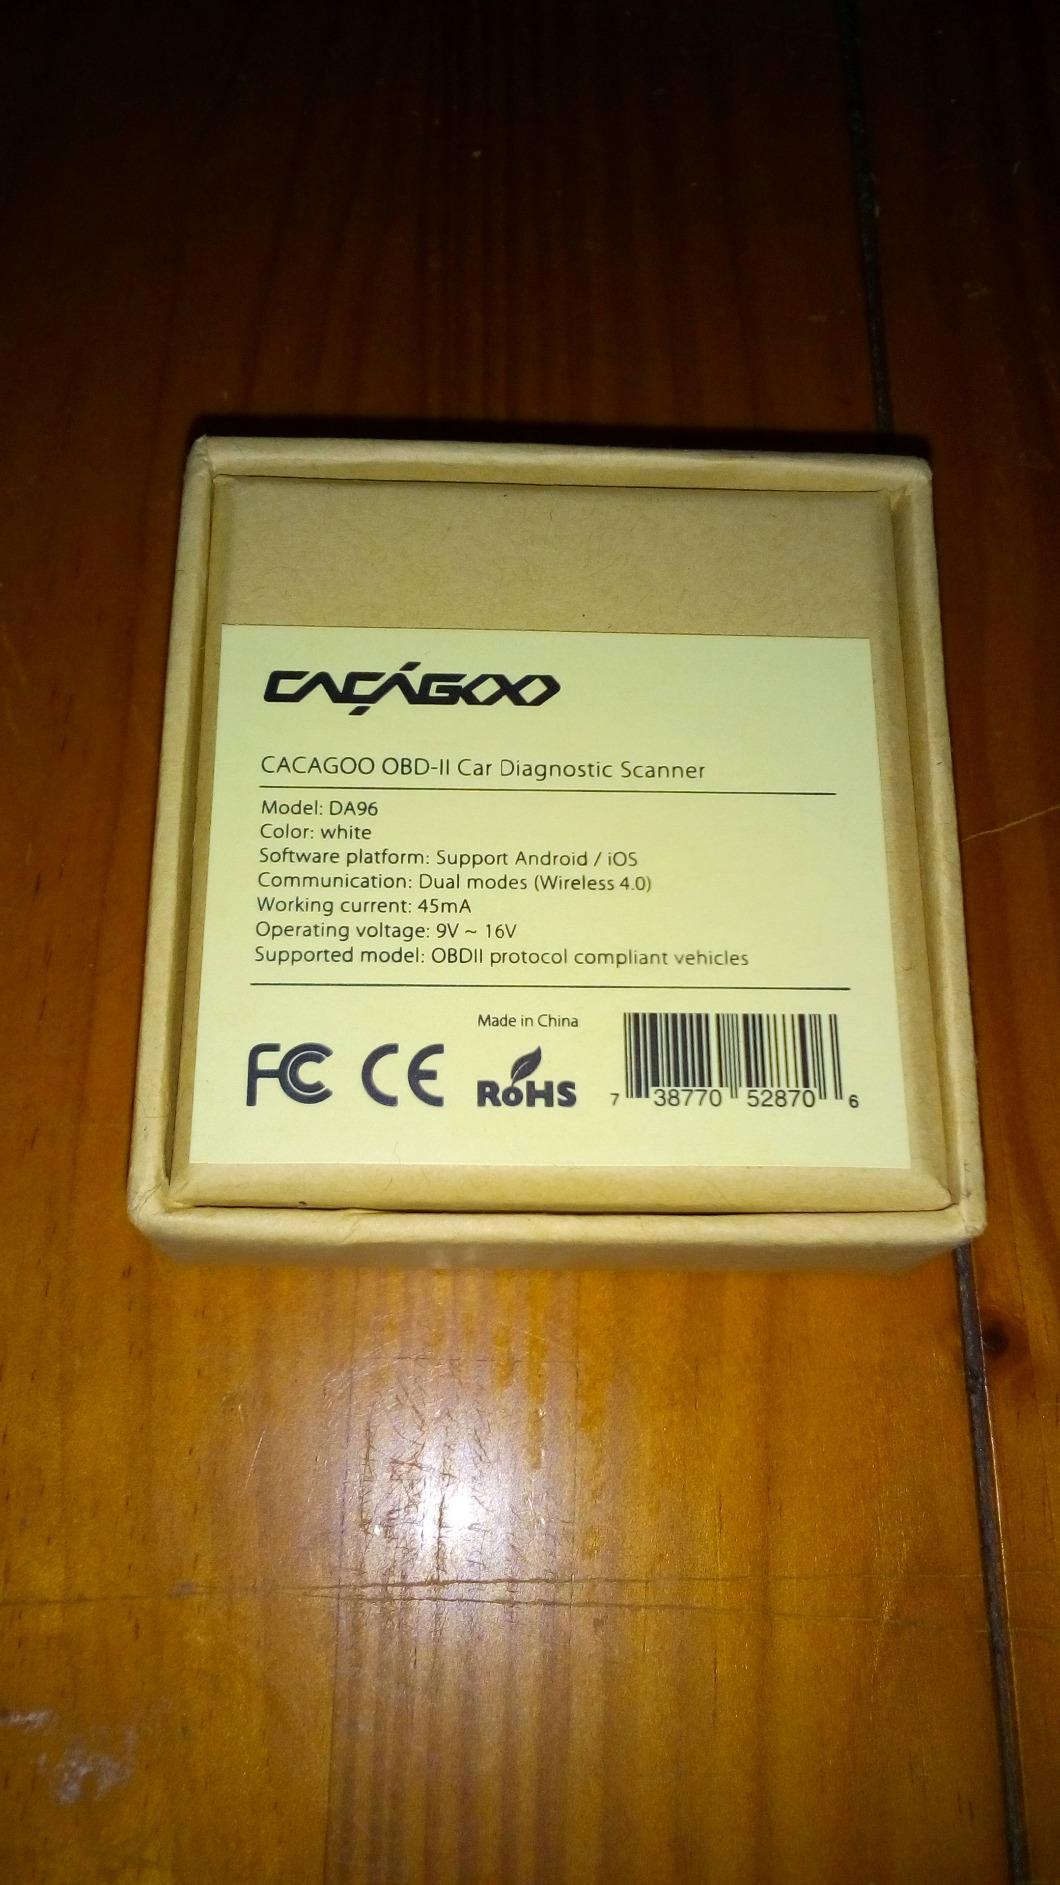 CAÇÁGOO
CACAGOO OBD-II Car Diagnostic Scanner
Model: DA96
Color: white
Software platform: Support Android / iOS
Communication: Dual modes (Wireless 4.0)
Working current: 45mA
Operating voltage: 9V ~ 16V
Supported model: OBDII protocol compliant vehicles
Made in China
FC CE RoHS
7 38770 52870 6